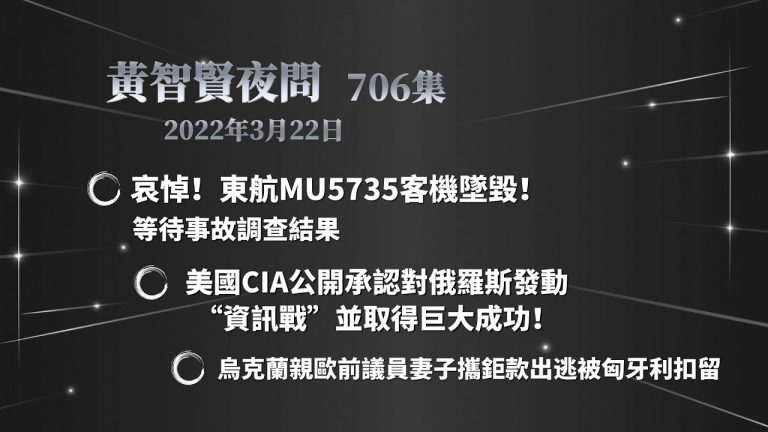 黃智賢夜問 706集
2022年3月22日
哀悼！東航MU5735客機墜毀！
等待事故調查結果
美國CIA公開承認對俄羅斯發動
“資訊戰”並取得巨大成功！
烏克蘭親歐前議員妻子攜鉅款出逃被匈牙利扣留